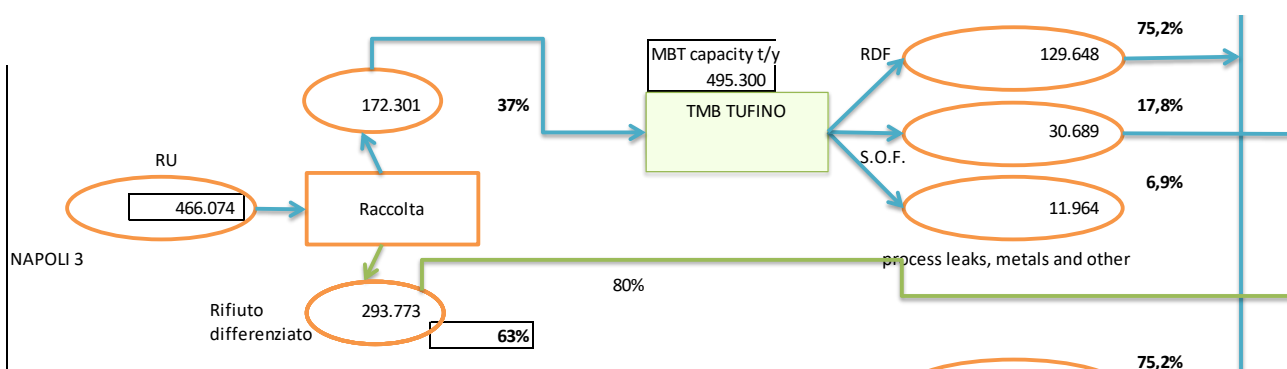 75,2%
MBT capacity t/y
495.300
RDF
129.648
172.301
37%
TMB TUFINO
17,8%
30.689
S.O.F.
RU
6,9%
466.074
Raccolta
11.964
NAPOLI 3
process leaks, metals and other
80%
Rifiuto
differenziato
293.773
63%
75,2%